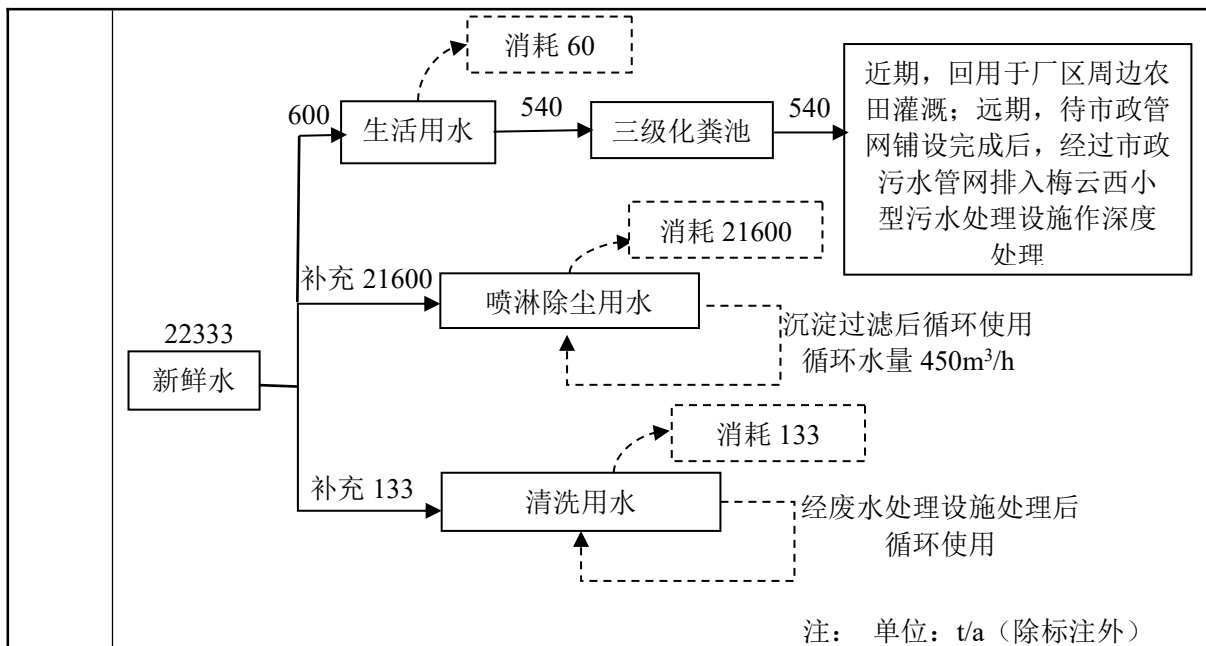 消耗 60
近期，回用于厂区周边农
田灌溉；远期，待市政管
网铺设完成后，经过市政
污水管网排入梅云西小
型污水处理设施作深度
处理
600
生活用水
540
三级化粪池
540
消耗 21600
补充 21600
喷淋除尘用水
沉淀过滤后循环使用
循环水量 450m³/h
22333
新鲜水
消耗 133
补充 133
清洗用水
经废水处理设施处理后
循环使用
注： 单位：t/a（除标注外）